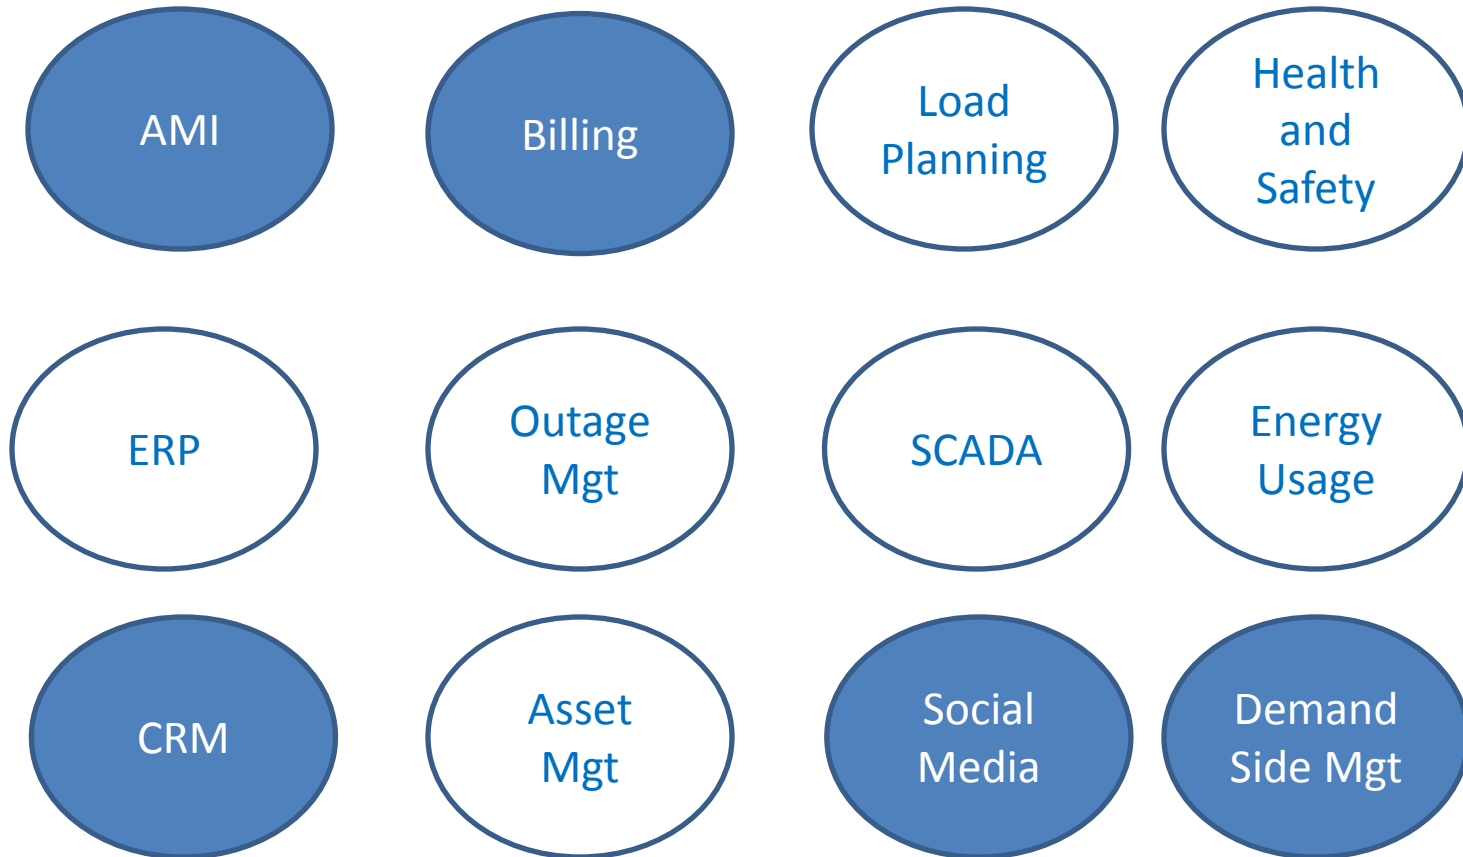 AMI
Billing
Load
Planning
Health
and
Safety
ERP
Outage
Mgt
SCADA
Energy
Usage
CRM
Asset
Mgt
Social
Media
Demand
Side Mgt